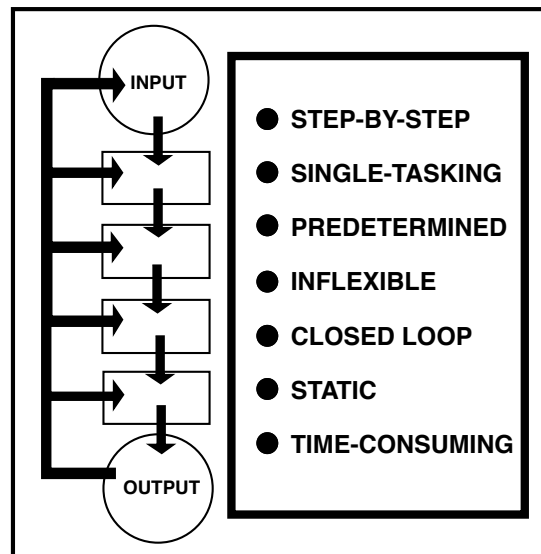 INPUT
OUTPUT
STEP-BY-STEP
SINGLE-TASKING
PREDETERMINED
INFLEXIBLE
CLOSED LOOP
STATIC
TIME-CONSUMING